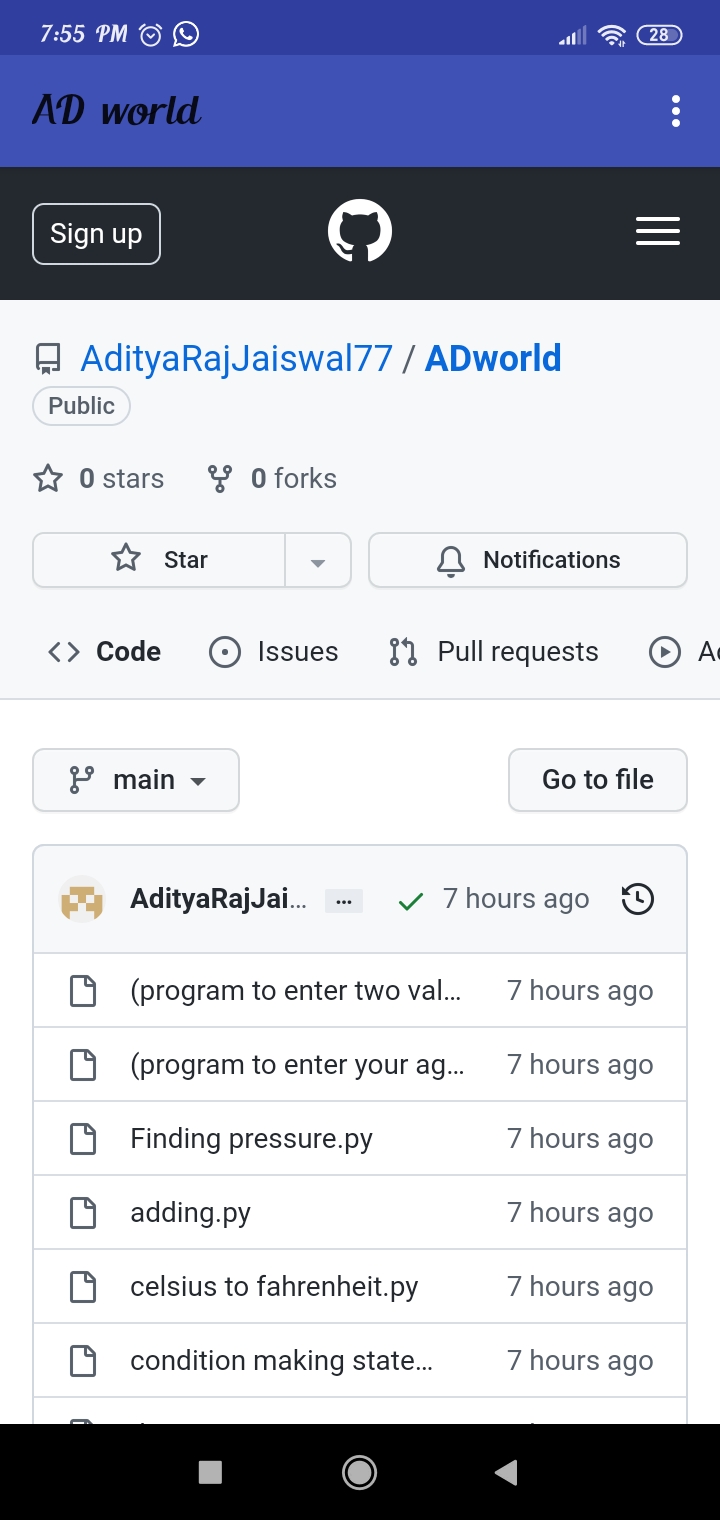 7:55 PM 28
AD world
Sign up
AdityaRajJaiswal77 / ADworld
Public
0 stars 0 forks
Star Notifications
Code Issues Pull requests
main Go to file
AdityaRajJai... ... 7 hours ago
(program to enter two val... 7 hours ago
(program to enter your ag... 7 hours ago
Finding pressure.py 7 hours ago
adding.py 7 hours ago
celsius to fahrenheit.py 7 hours ago
condition making state... 7 hours ago